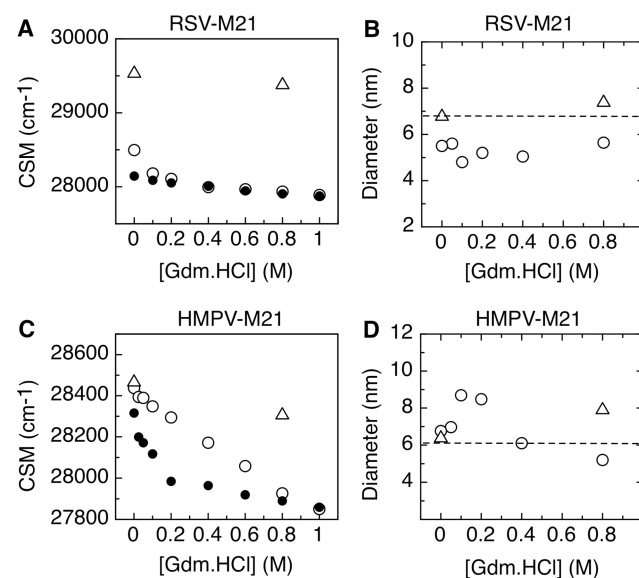 A
RSV-M21
30000
29000
28000
CSM (cm-1)
0 0.2 0.4 0.6 0.8 1
[Gdm.HCl] (M)
B
RSV-M21
10
8
6
4
2
Diameter (nm)
0 0.2 0.4 0.6 0.8
[Gdm.HCl] (M)
C
HMPV-M21
28600
28400
28200
28000
27800
CSM (cm-1)
0 0.2 0.4 0.6 0.8 1
[Gdm.HCl] (M)
D
HMPV-M21
12
10
8
6
4
2
Diameter (nm)
0 0.2 0.4 0.6 0.8
[Gdm.HCl] (M)